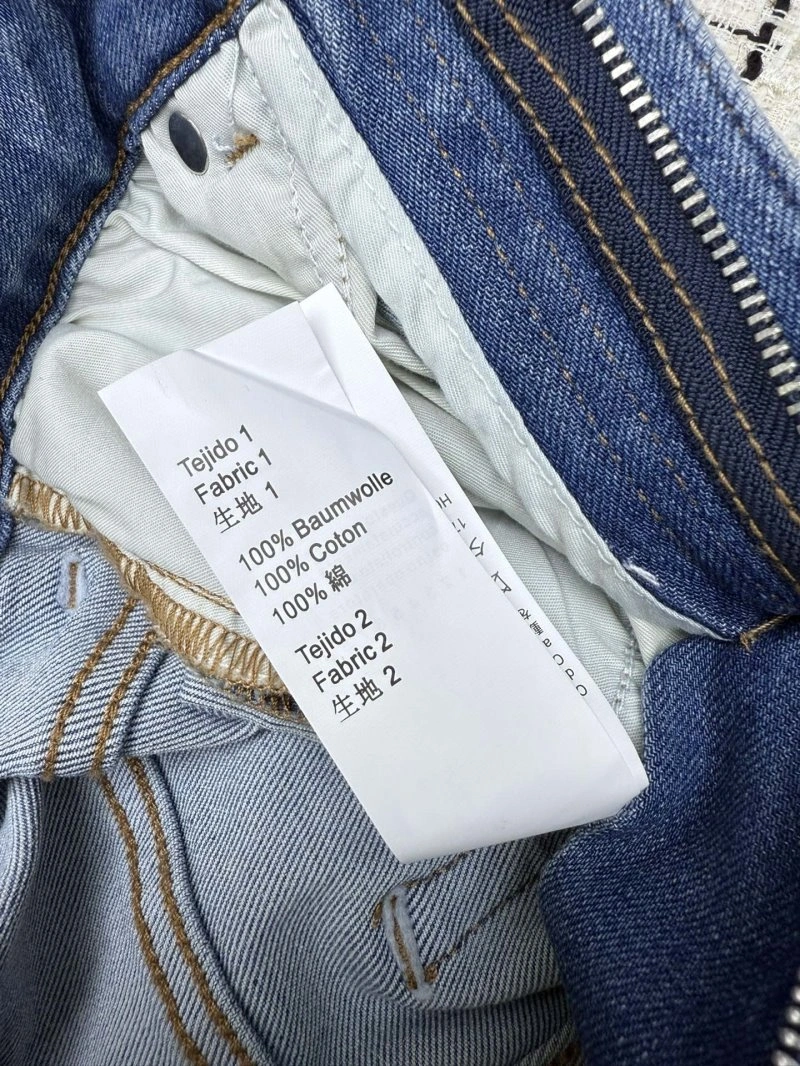 Tejido 1
Fabric 1
生地 1
100% Baumwolle
100% Coton
100% 綿
Tejido 2
Fabric 2
生地 2